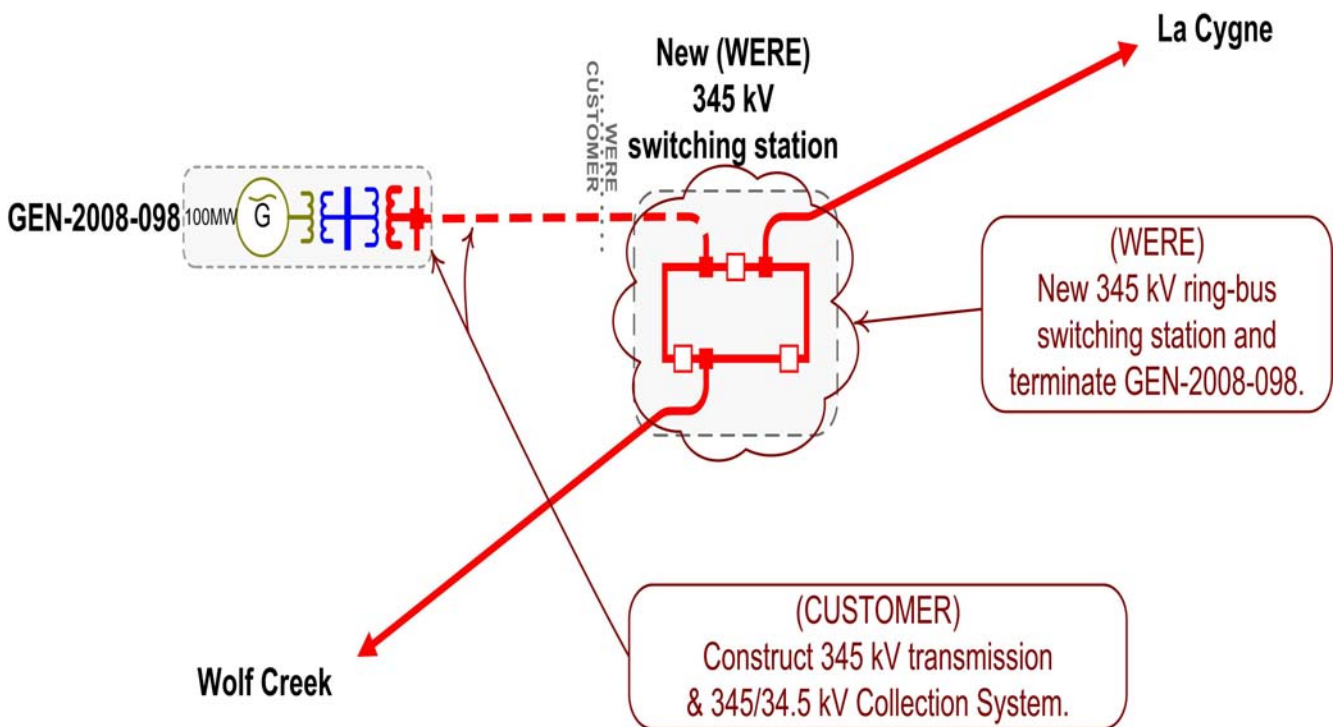 La Cygne
New (WERE)
345 kV
switching station
CUSTOMER
WERE
GEN-2008-098
100MW
G
(WERE)
New 345 kV ring-bus
switching station and
terminate GEN-2008-098.
(CUSTOMER)
Construct 345 kV transmission
& 345/34.5 kV Collection System.
Wolf Creek